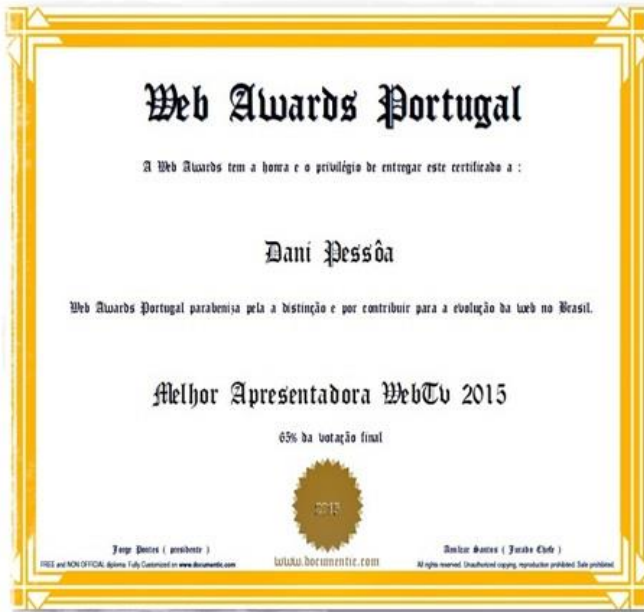 Web Awards Portugal
A Web Awards tem a honra e o privilégio de entregar este certificado a :
Dani Pessôa
Web Awards Portugal parabeniza pela a distinção e por contribuir para a evolução da web no Brasil.
Melhor Apresentadora WebTv 2015
65% da votação final
2015
Jorge Pontes ( presidente )
Amilcar Santos ( Jurado Chefe )
FREE and NON OFFICIAL diploma. Fully Customized on www.documentic.com
www.documentic.com
All rights reserved. Unauthorized copying, reproduction prohibited. Sale prohibited.